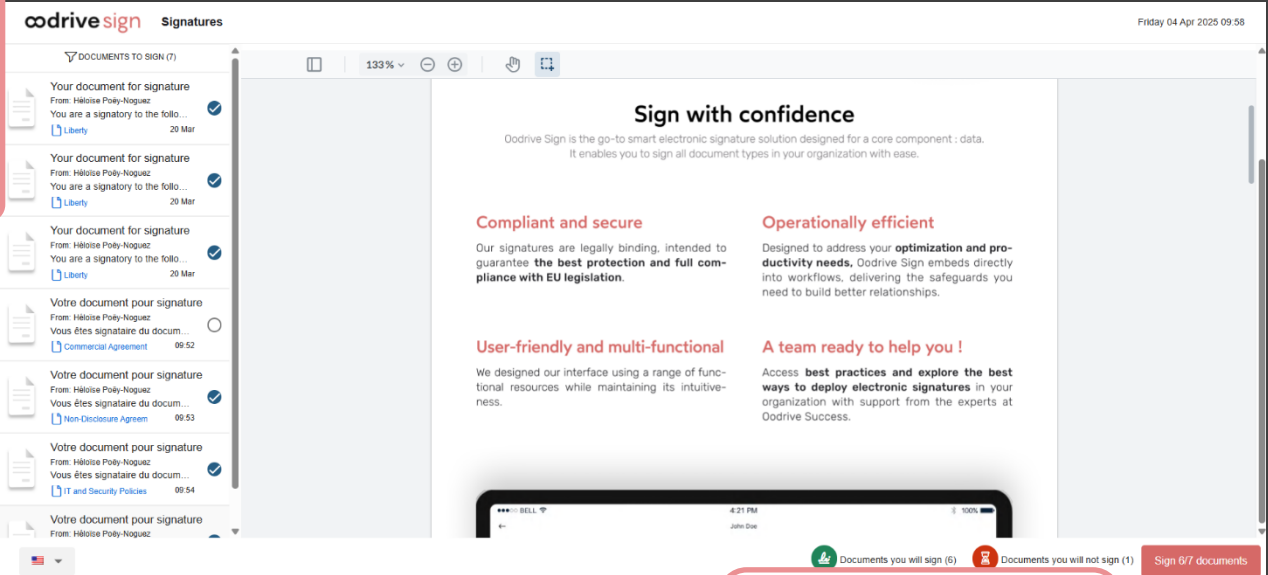 oodrive sign
Signatures
Friday 04 Apr 2025 09:58
DOCUMENTS TO SIGN (7)
Your document for signature
From: Héloïse Poëy-Noguez
You are a signatory to the follo...
Liberty
20 Mar
Your document for signature
From: Héloïse Poëy-Noguez
You are a signatory to the follo...
Liberty
20 Mar
Your document for signature
From: Héloïse Poëy-Noguez
You are a signatory to the follo...
Liberty
20 Mar
Votre document pour signature
From: Héloïse Poëy-Noguez
Vous êtes signataire du docum...
Commercial Agreement
09:52
Votre document pour signature
From: Héloïse Poëy-Noguez
Vous êtes signataire du docum...
Non-Disclosure Agreem
09:53
Votre document pour signature
From: Héloïse Poëy-Noguez
Vous êtes signataire du docum...
IT and Security Policies
09:54
Votre document pour signature
From: Héloïse Poëy-Noguez
133%
Sign with confidence
Oodrive Sign is the go-to smart electronic signature solution designed for a core component : data.
It enables you to sign all document types in your organization with ease.
Compliant and secure
Our signatures are legally binding, intended to
guarantee the best protection and full com-
pliance with EU legislation.
Operationally efficient
Designed to address your optimization and pro-
ductivity needs, Oodrive Sign embeds directly
into workflows, delivering the safeguards you
need to build better relationships.
User-friendly and multi-functional
We designed our interface using a range of func-
tional resources while maintaining its intuitive-
ness.
A team ready to help you !
Access best practices and explore the best
ways to deploy electronic signatures in your
organization with support from the experts at
Oodrive Success.
BELL
4:21 PM
100%
John Doe
Documents you will sign (6)
Documents you will not sign (1)
Sign 6/7 documents